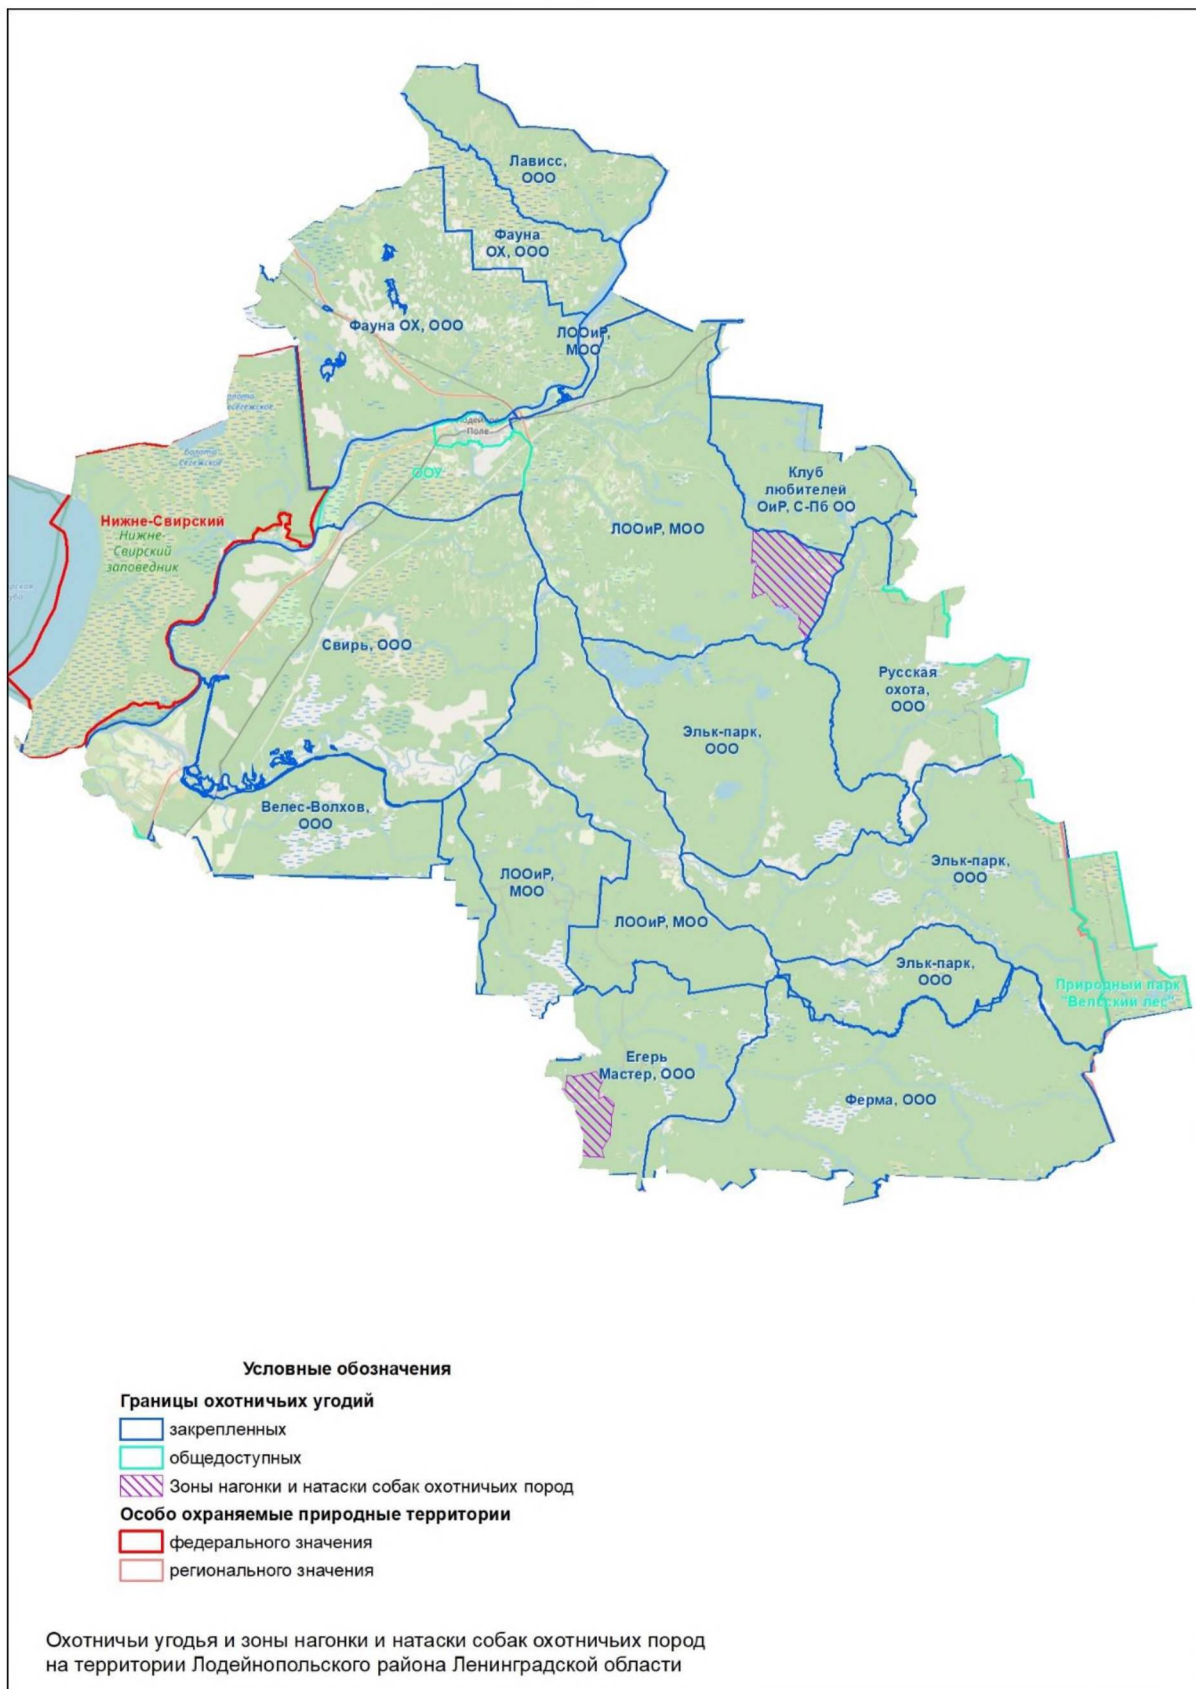 Лависс,
ООО
Фауна
ОХ, ООО
Фауна ОХ, ООО
ЛООиР,
МОО
Поле
ООУ
Клуб
любителей
ОиР, С-Пб ОО
ЛООиР, МОО
Болото
Сегежское
Нижне-Свирский
Нижне-
Свирский
заповедник
Свирь, ООО
Русская
охота,
ООО
Эльк-парк,
ООО
Велес-Волхов,
ООО
ЛООиР,
МОО
Эльк-парк,
ООО
ЛООиР, МОО
Эльк-парк,
ООО
Природный парк
"Вепсский лес"
Егерь
Мастер, ООО
Ферма, ООО
Условные обозначения
Границы охотничьих угодий
закрепленных
общедоступных
Зоны нагонки и натаски собак охотничьих пород
Особо охраняемые природные территории
федерального значения
регионального значения
Охотничьи угодья и зоны нагонки и натаски собак охотничьих пород
на территории Лодейнопольского района Ленинградской области